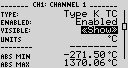 CH1: CHANNEL 1
TYPE: Type K TC
ENABLED: Enabled
VISIBLE: <Show>
UNITS °C
ABS MIN -271.50 °C
ABS MAX 1370.06 °C